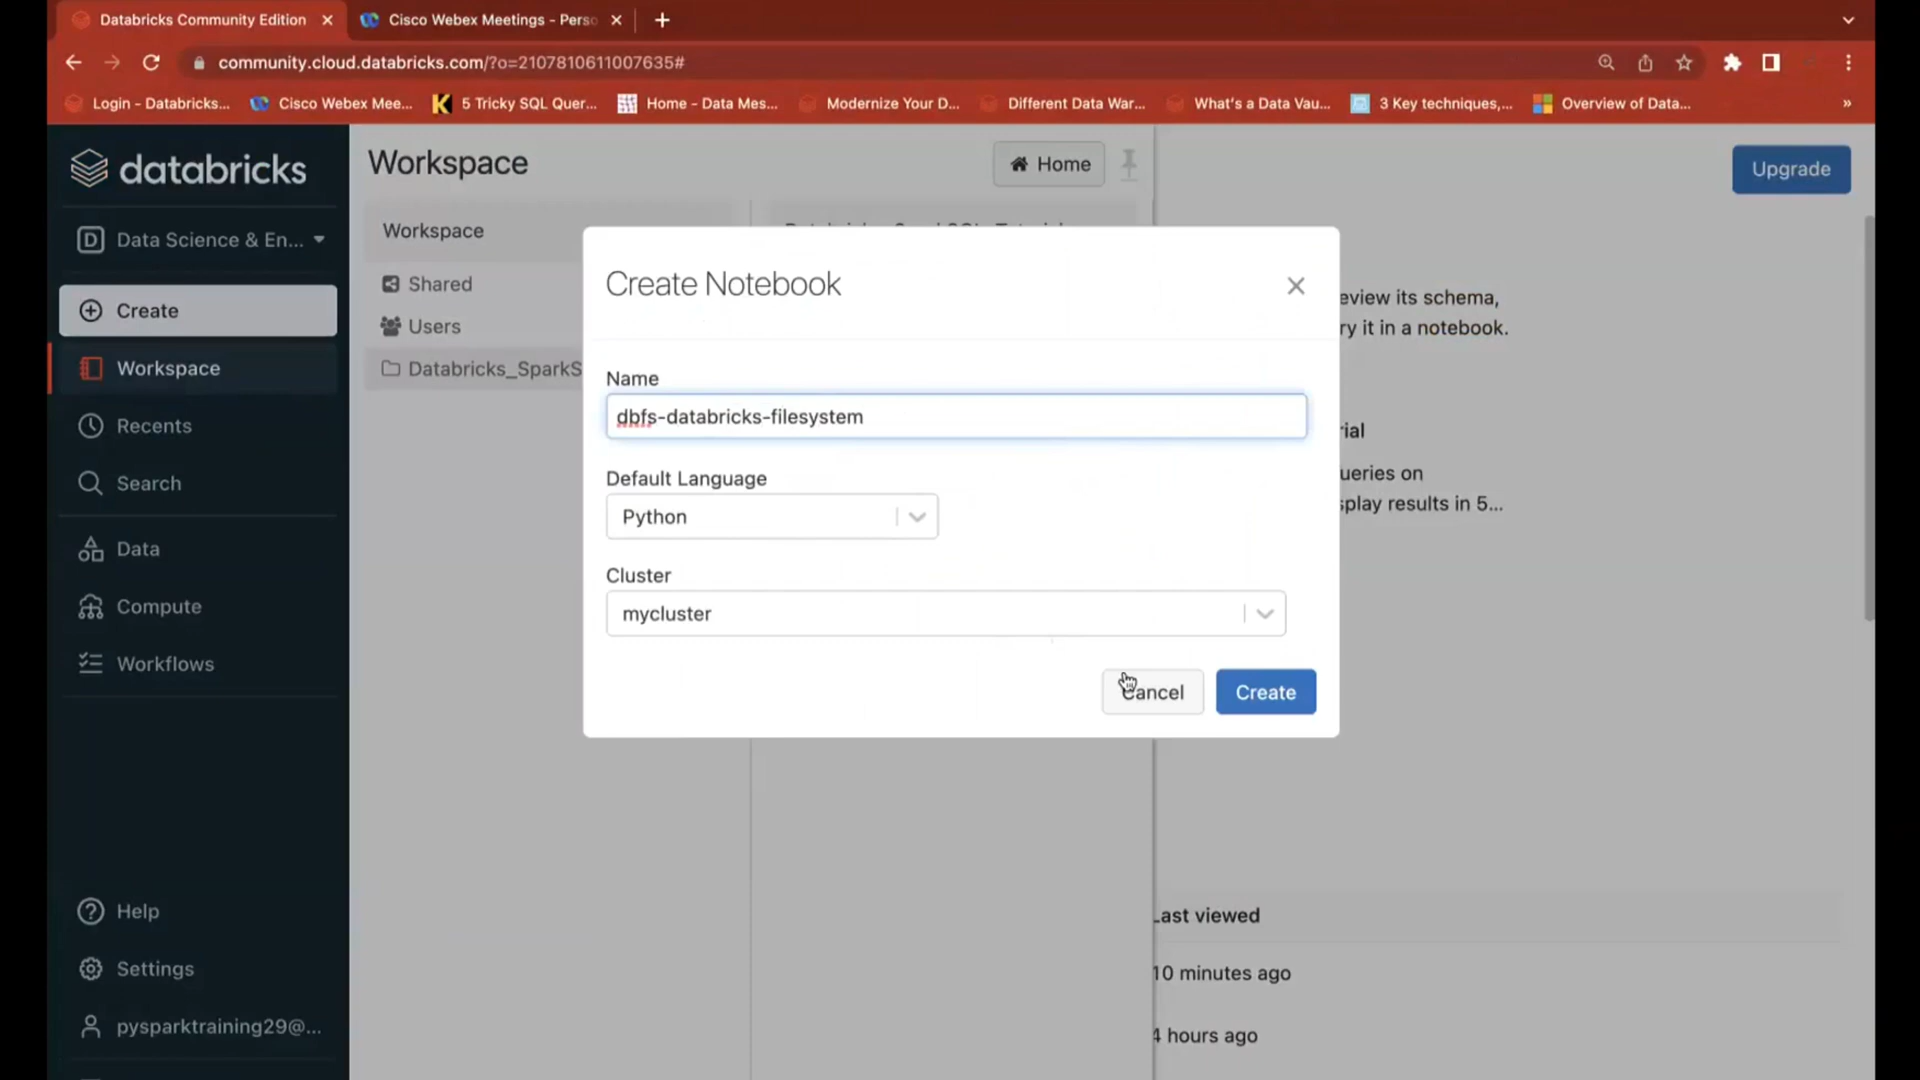 Databricks Community Edition
Cisco Webex Meetings - Perso
community.cloud.databricks.com/?o=2107810611007635#
Login - Databricks...
Cisco Webex Mee...
5 Tricky SQL Quer...
Home - Data Mes...
Modernize Your D...
Different Data War...
What's a Data Vau...
3 Key techniques,...
Overview of Data...
»
databricks
Data Science & En...
Create
Workspace
Recents
Search
Data
Compute
Workflows
Help
Settings
pysparktraining29@...
Workspace
Home
Upgrade
Workspace
Shared
Users
Databricks_SparkS
Create Notebook
Name
dbfs-databricks-filesystem
Default Language
Python
Cluster
mycluster
Cancel
Create
eview its schema,
ry it in a notebook.
rial
ueries on
splay results in 5...
Last viewed
10 minutes ago
4 hours ago